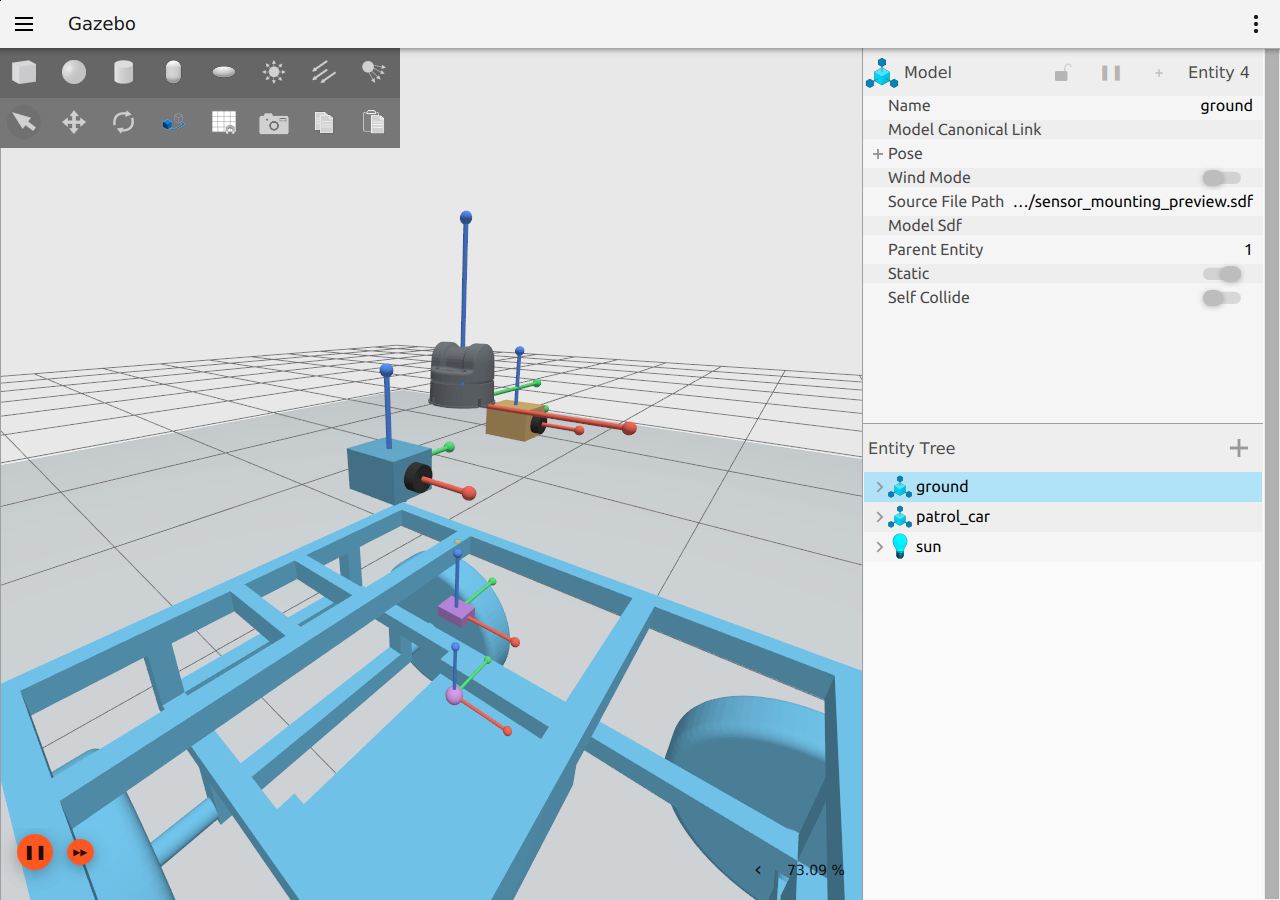 Gazebo
Model
Entity 4
Name ground
Model Canonical Link
Pose
Wind Mode
Source File Path .../sensor_mounting_preview.sdf
Model Sdf
Parent Entity 1
Static
Self Collide
Entity Tree
ground
patrol_car
sun
73.09 %